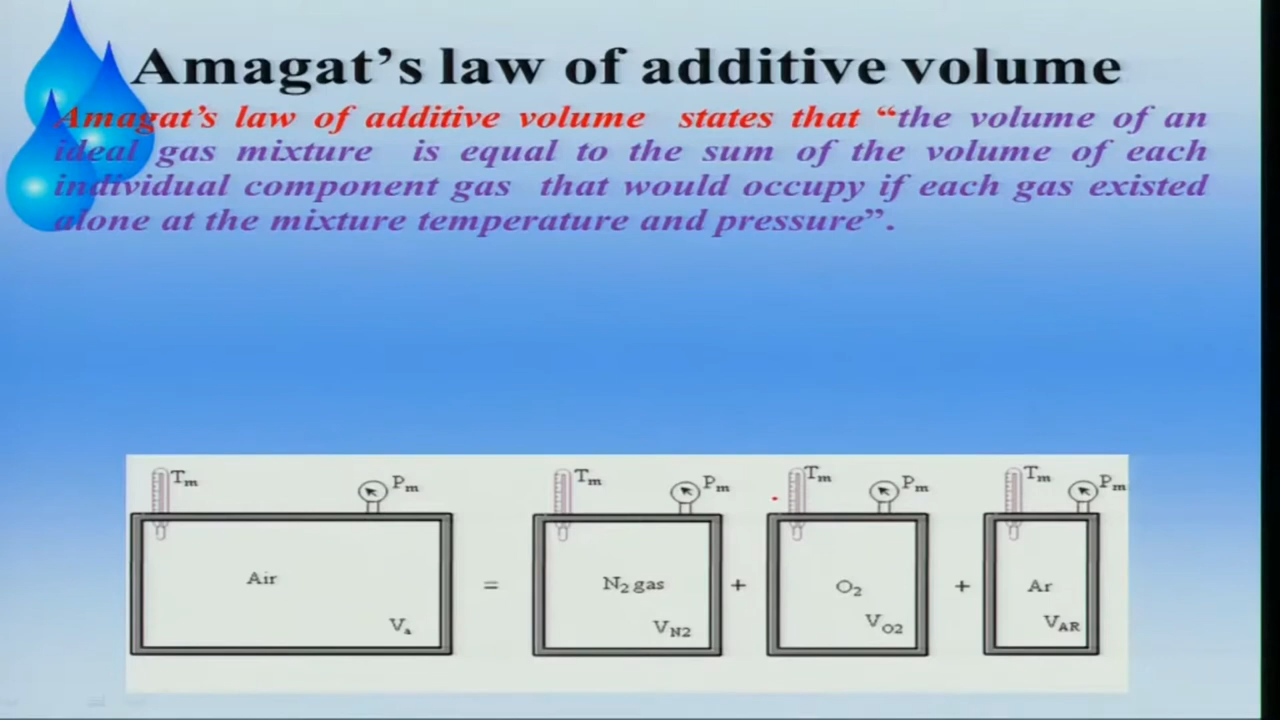 Amagat's law of additive volume
Amagat's law of additive volume states that “the volume of an
ideal gas mixture is equal to the sum of the volume of each
individual component gas that would occupy if each gas existed
alone at the mixture temperature and pressure”.
Tm Pm Tm Pm Tm Pm Tm Pm
Air = N2 gas + O2 + Ar
Va VN2 VO2 VAR